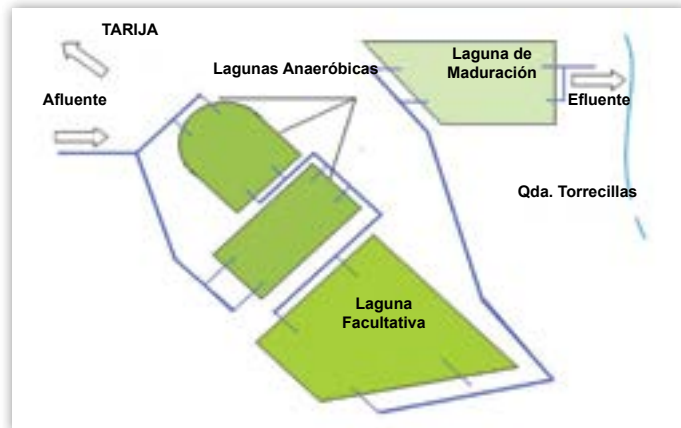 TARIJA
Lagunas Anaeróbicas
Laguna de
Maduración
Afluente
Efluente
Qda. Torrecillas
Laguna
Facultativa